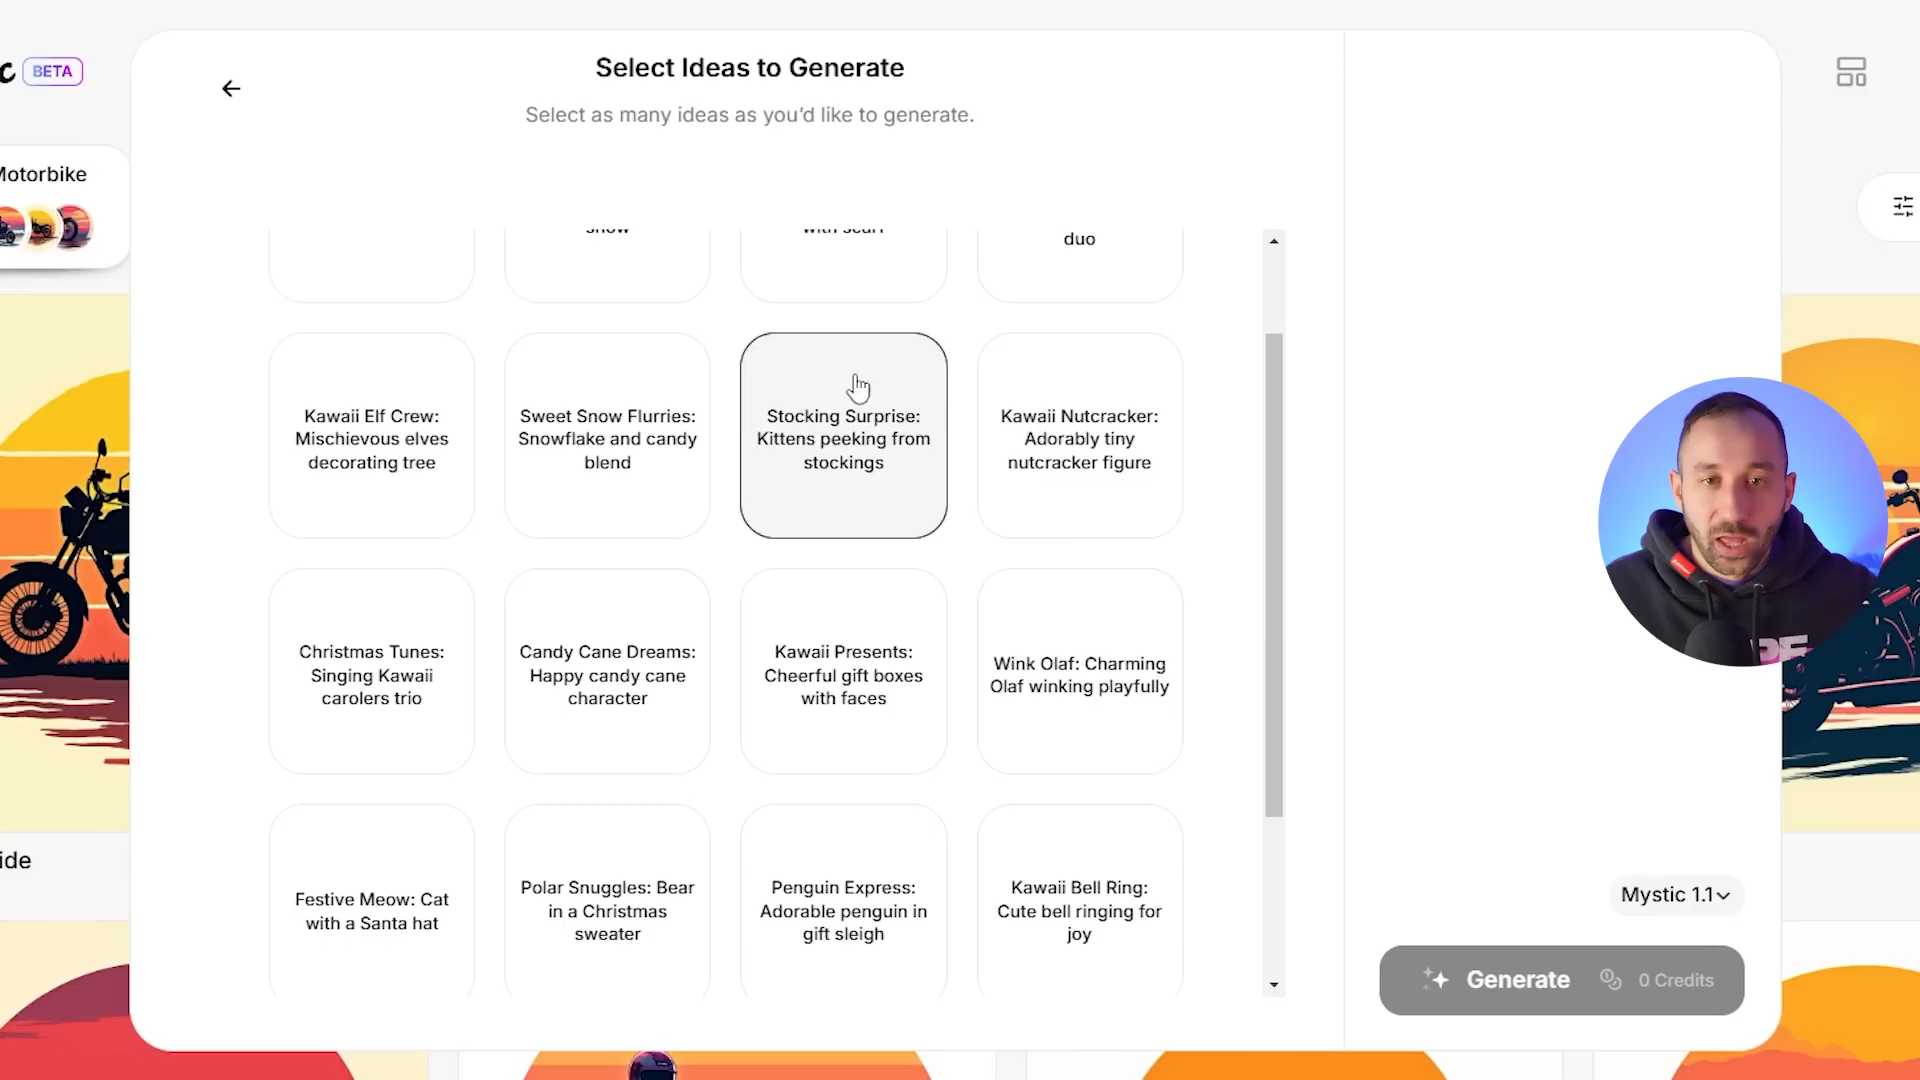 Select Ideas to Generate
Select as many ideas as you'd like to generate.
BETA
Motorbike
with scarf
duo
Kawaii Elf Crew:
Mischievous elves
decorating tree
Sweet Snow Flurries:
Snowflake and candy
blend
Stocking Surprise:
Kittens peeking from
stockings
Kawaii Nutcracker:
Adorably tiny
nutcracker figure
Christmas Tunes:
Singing Kawaii
carolers trio
Candy Cane Dreams:
Happy candy cane
character
Kawaii Presents:
Cheerful gift boxes
with faces
Wink Olaf: Charming
Olaf winking playfully
ide
Festive Meow: Cat
with a Santa hat
Polar Snuggles: Bear
in a Christmas
sweater
Penguin Express:
Adorable penguin in
gift sleigh
Kawaii Bell Ring:
Cute bell ringing for
joy
Mystic 1.1
Generate 0 Credits